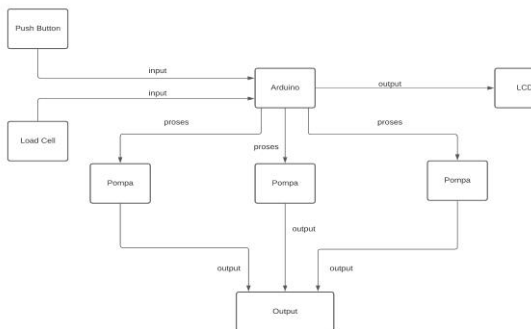 Push Button
input
Arduino
output
LCD
input
Load Cell
proses
proses
proses
Pompa
Pompa
Pompa
output
output
output
Output